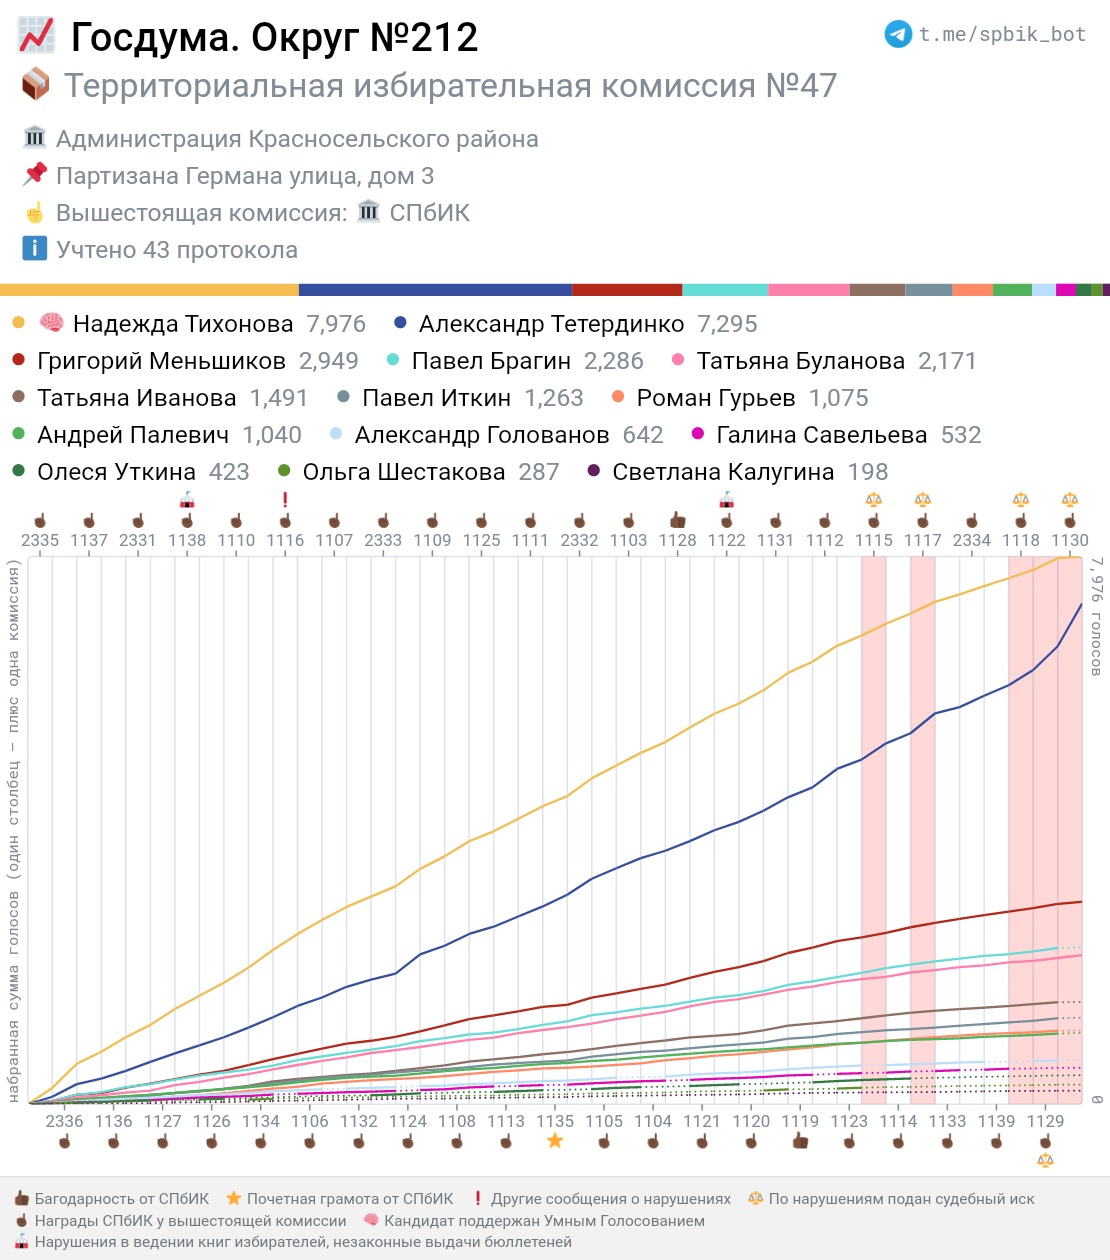 Госдума. Округ №212
t.me/spbik_bot
Территориальная избирательная комиссия №47
Администрация Красносельского района
Партизана Германа улица, дом 3
Вышестоящая комиссия: СПбИК
Учтено 43 протокола
Надежда Тихонова 7,976 Александр Тетердинко 7,295
Григорий Меньшиков 2,949 Павел Брагин 2,286 Татьяна Буланова 2,171
Татьяна Иванова 1,491 Павел Иткин 1,263 Роман Гурьев 1,075
Андрей Палевич 1,040 Александр Голованов 642 Галина Савельева 532
Олеся Уткина 423 Ольга Шестакова 287 Светлана Калугина 198
2335 1137 2331 1138 1110 1116 1107 2333 1109 1125 1111 2332 1103 1128 1122 1131 1112 1115 1117 2334 1118 1130
набранная сумма голосов (один столбец — плюс одна комиссия)
7,976 голосов
0
2336 1136 1127 1126 1134 1106 1132 1124 1108 1113 1135 1105 1104 1121 1120 1119 1123 1114 1133 1139 1129
Багодарность от СПбИК Почетная грамота от СПбИК Другие сообщения о нарушениях По нарушениям подан судебный иск
Награды СПбИК у вышестоящей комиссии Кандидат поддержан Умным Голосованием
Нарушения в ведении книг избирателей, незаконные выдачи бюллетеней